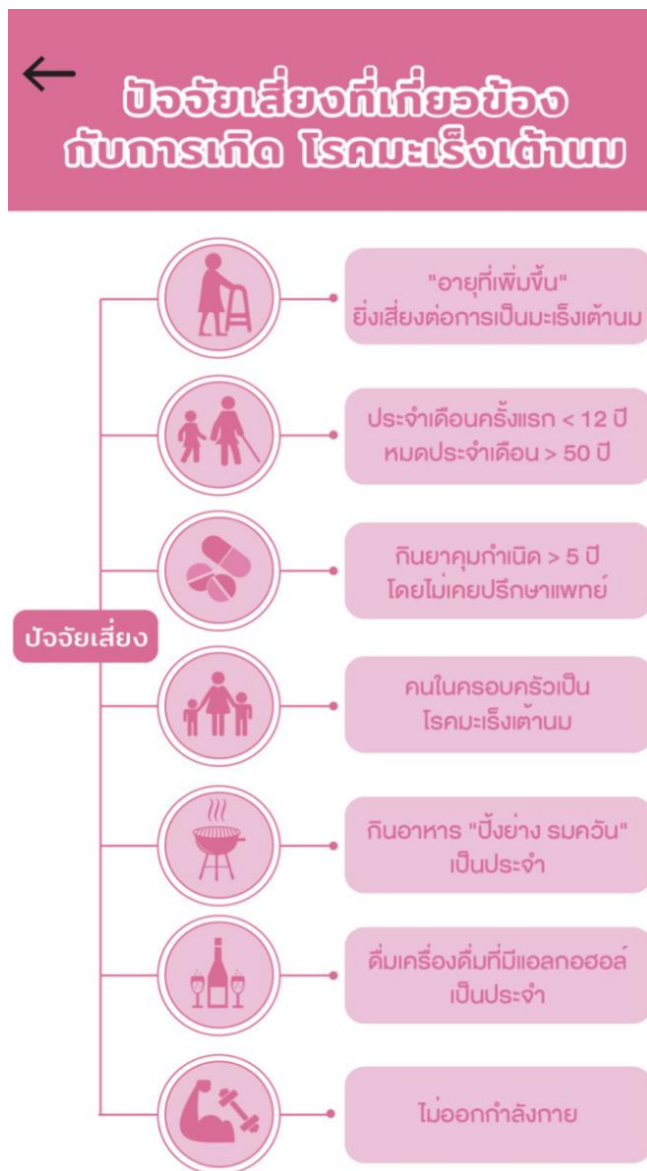 ปัจจัยเสี่ยงที่เกี่ยวข้อง
กับการเกิด โรคมะเร็งเต้านม
"อายุที่เพิ่มขึ้น"
ยิ่งเสี่ยงต่อการเป็นมะเร็งเต้านม
ประจำเดือนครั้งแรก < 12 ปี
หมดประจำเดือน > 50 ปี
กินยาคุมกำเนิด > 5 ปี
โดยไม่เคยปรึกษาแพทย์
ปัจจัยเสี่ยง
คนในครอบครัวเป็น
โรคมะเร็งเต้านม
กินอาหาร "ปิ้งย่าง รมควัน"
เป็นประจำ
ดื่มเครื่องดื่มที่มีแอลกอฮอล์
เป็นประจำ
ไม่ออกกำลังกาย